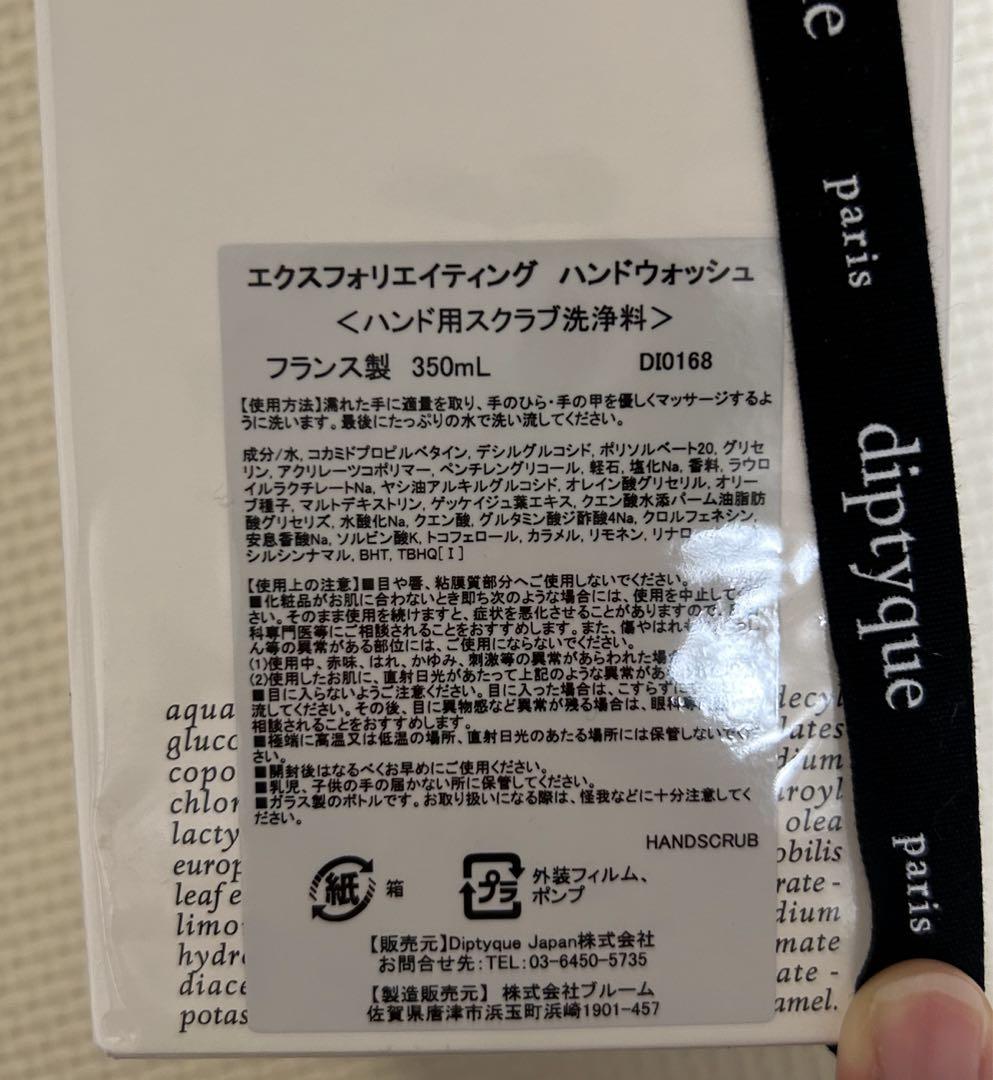 エクスフォリエイティング ハンドウォッシュ
＜ハンド用スクラブ洗浄料＞
フランス製 350mL DI0168
【使用方法】濡れた手に適量を取り、手のひら・手の甲を優しくマッサージするよ
うに洗います。最後にたっぷりの水で洗い流してください。
成分/水, コカミドプロピルベタイン, デシルグルコシド, ポリソルベート20, グリセ
リン, アクリレーツコポリマー, ペンチレングリコール, 軽石, 塩化Na, 香料, ラウロ
イルラクチレートNa, ヤシ油アルキルグルコシド, オレイン酸グリセリル, オリー
ブ種子, マルトデキストリン, ゲッケイジュ葉エキス, クエン酸水添パーム油脂肪
酸グリセリズ, 水酸化Na, クエン酸, グルタミン酸ジ酢酸4Na, クロルフェネシン,
安息香酸Na, ソルビン酸K, トコフェロール, カラメル, リモネン, リナロ
シルシンナマル, BHT, TBHQ[Ⅰ]
【使用上の注意】■目や唇、粘膜質部分へご使用しないでください。
■化粧品がお肌に合わないとき即ち次のような場合には、使用を中止して
さい。そのまま使用を続けますと、症状を悪化させることがありますので、
科専門医等にご相談されることをおすすめします。また、傷やはれも
ん等の異常がある部位には、ご使用にならないでください。
(1)使用中、赤味、はれ、かゆみ、刺激等の異常があらわれた場
(2)使用したお肌に、直射日光があたって上記のような異常があ
■目に入らないようご注意ください。目に入った場合は、こすらずに
流してください。その後、目に異物感など異常が残る場合は、眼科専
相談されることをおすすめします。
■極端に高温又は低温の場所、直射日光のあたる場所には保管しないでくだ
さい。
■開封後はなるべくお早めにご使用ください。
■乳児、子供の手の届かない所に保管してください。
■ガラス製のボトルです。お取り扱いになる際は、怪我などに十分注意してく
ださい。
HANDSCRUB
紙 箱
プラ 外装フィルム、
ポンプ
【販売元】Diptyque Japan株式会社
お問合せ先:TEL:03-6450-5735
【製造販売元】 株式会社ブルーム
佐賀県唐津市浜玉町浜崎1901-457
aqua decyl
gluco lates
copo dium
chlor uroyl
lacty olea
europ obilis
leaf e rate -
limo dium
hydr mate
diace ate -
potas amel.
paris
diptyque
paris